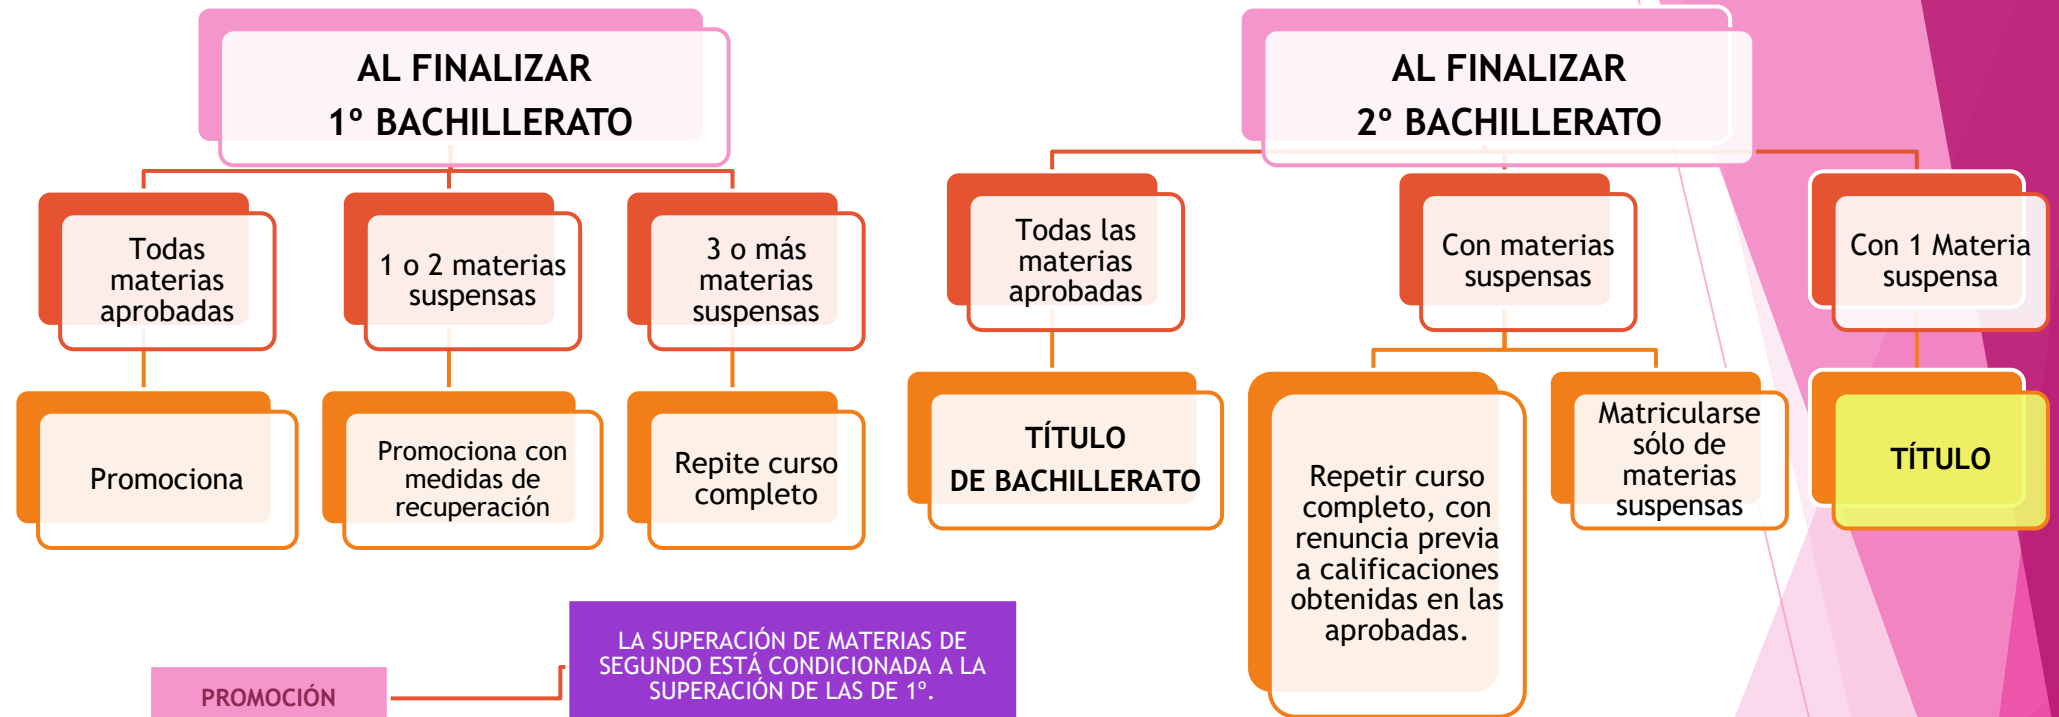 AL FINALIZAR
1º BACHILLERATO
Todas
materias
aprobadas
1 o 2 materias
suspensas
3 o más
materias
suspensas
Promociona
Promociona con
medidas de
recuperación
Repite curso
completo
AL FINALIZAR
2º BACHILLERATO
Todas las
materias
aprobadas
Con materias
suspensas
Con 1 Materia
suspensa
TÍTULO
DE BACHILLERATO
Repetir curso
completo, con
renuncia previa
a calificaciones
obtenidas en las
aprobadas.
Matricularse
sólo de
materias
suspensas
TÍTULO
PROMOCIÓN
LA SUPERACIÓN DE MATERIAS DE
SEGUNDO ESTÁ CONDICIONADA A LA
SUPERACIÓN DE LAS DE 1º.